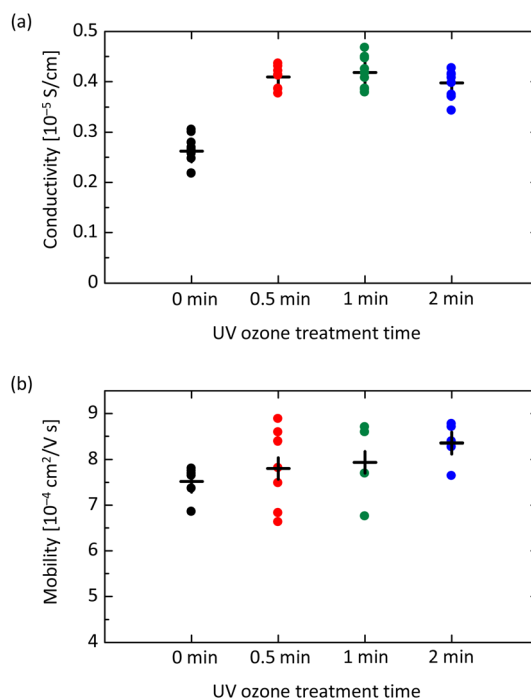 (a)
Conductivity [10⁻⁵ S/cm]
0.5
0.4
0.3
0.2
0.1
0
0 min 0.5 min 1 min 2 min
UV ozone treatment time
(b)
Mobility [10⁻⁴ cm²/V s]
9
8
7
6
5
4
0 min 0.5 min 1 min 2 min
UV ozone treatment time